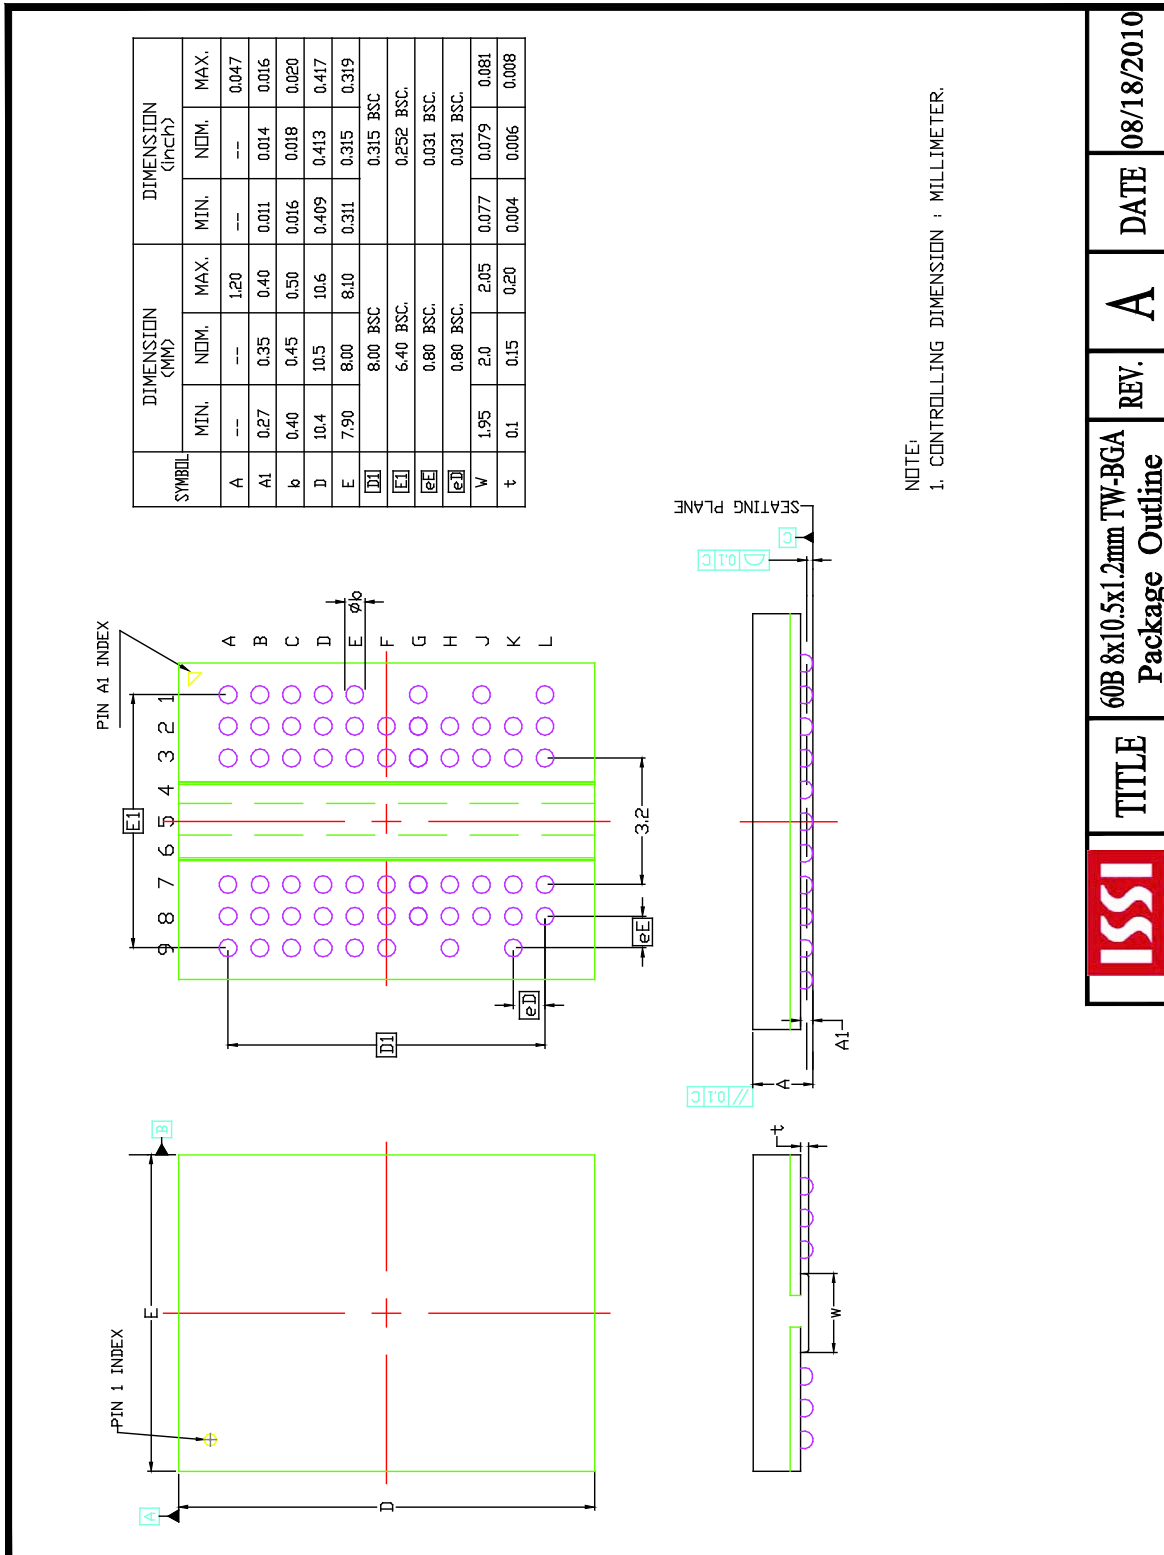 SYMBOL DIMENSION (MM) DIMENSION (inch)
MIN. NOM. MAX. MIN. NOM. MAX.
A -- -- 1.20 -- -- 0.047
A1 0.27 0.35 0.40 0.011 0.014 0.016
b 0.40 0.45 0.50 0.016 0.018 0.020
D 10.4 10.5 10.6 0.409 0.413 0.417
E 7.90 8.00 8.10 0.311 0.315 0.319
D1 8.00 BSC 0.315 BSC
E1 6.40 BSC. 0.252 BSC.
eE 0.80 BSC. 0.031 BSC.
eD 0.80 BSC. 0.031 BSC.
W 1.95 2.0 2.05 0.077 0.079 0.081
t 0.1 0.15 0.20 0.004 0.006 0.008
PIN 1 INDEX
A
B
E
D
PIN A1 INDEX
E1
9 8 7 6 5 4 3 2 1
A
B
C
D
E
F
G
H
J
K
L
øb
D1
eD
eE
3.2
t
W
// 0.1 C
A
A1
0.1 C
C
SEATING PLANE
NOTE:
1. CONTROLLING DIMENSION : MILLIMETER.
ISSI
TITLE
60B 8x10.5x1.2mm TW-BGA
Package Outline
REV.
A
DATE
08/18/2010